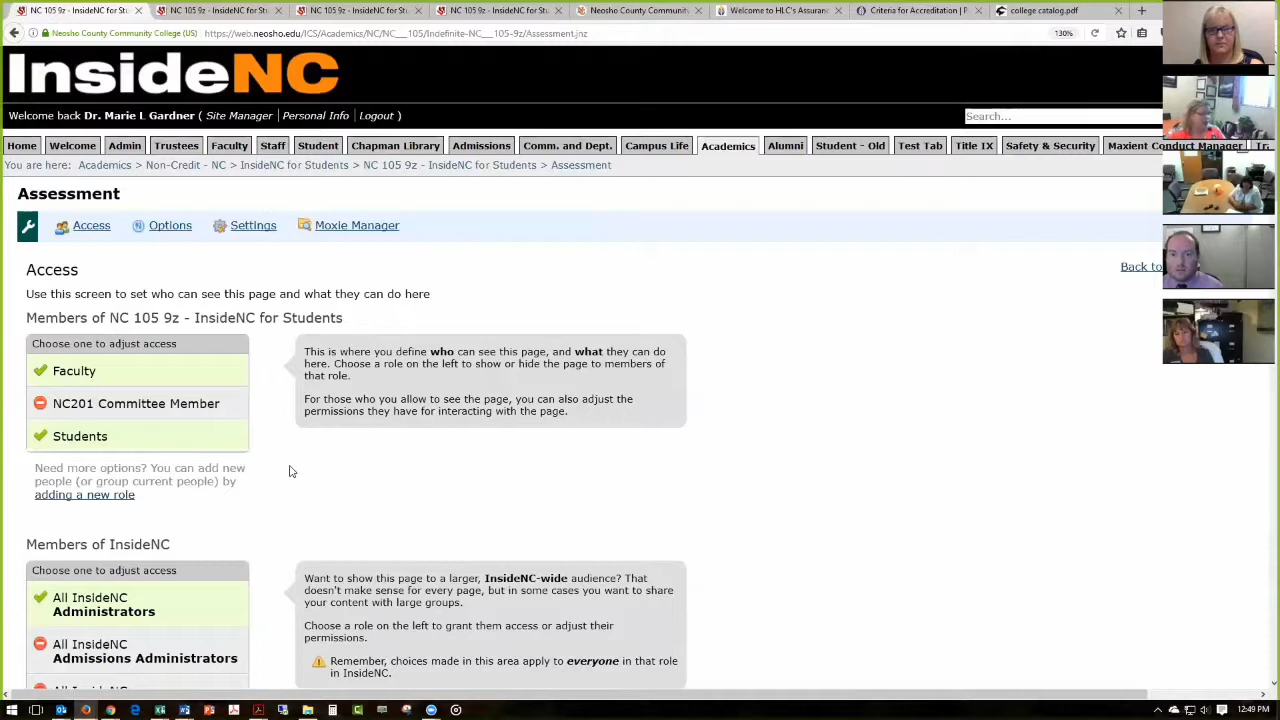 NC 105 9z - InsideNC for Stu
NC 105 9z - InsideNC for Stu
NC 105 9z - InsideNC for Stu
NC 105 9z - InsideNC for Stu
Neosho County Community
Welcome to HLC's Assuran
Criteria for Accreditation | P
college catalog.pdf
Neosho County Community College (US)
https://web.neosho.edu/ICS/Academics/NC/NC__105/Indefinite-NC__105-9z/Assessment.jnz
130%
InsideNC
Welcome back Dr. Marie L Gardner ( Site Manager | Personal Info | Logout )
Search...
Home Welcome Admin Trustees Faculty Staff Student Chapman Library Admissions Comm. and Dept. Campus Life Academics Alumni Student - Old Test Tab Title IX Safety & Security Maxient Conduct Manager Tr
You are here: Academics > Non-Credit - NC > InsideNC for Students > NC 105 9z - InsideNC for Students > Assessment
Assessment
Access Options Settings Moxie Manager
Access
Back to
Use this screen to set who can see this page and what they can do here
Members of NC 105 9z - InsideNC for Students
Choose one to adjust access
Faculty
NC201 Committee Member
Students
Need more options? You can add new
people (or group current people) by
adding a new role
This is where you define who can see this page, and what they can do
here. Choose a role on the left to show or hide the page to members of
that role.
For those who you allow to see the page, you can also adjust the
permissions they have for interacting with the page.
Members of InsideNC
Choose one to adjust access
All InsideNC
Administrators
All InsideNC
Admissions Administrators
All InsideNC
Want to show this page to a larger, InsideNC-wide audience? That
doesn't make sense for every page, but in some cases you want to share
your content with large groups.
Choose a role on the left to grant them access or adjust their
permissions.
Remember, choices made in this area apply to everyone in that role
in InsideNC.
12:49 PM